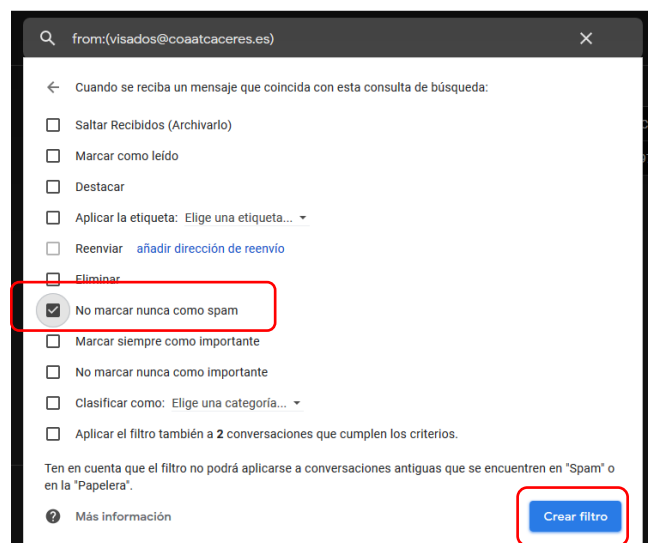 from:(visados@coaatcaceres.es)
Cuando se reciba un mensaje que coincida con esta consulta de búsqueda:
Saltar Recibidos (Archivarlo)
Marcar como leído
Destacar
Aplicar la etiqueta: Elige una etiqueta...
Reenviar añadir dirección de reenvío
Eliminar
No marcar nunca como spam
Marcar siempre como importante
No marcar nunca como importante
Clasificar como: Elige una categoría...
Aplicar el filtro también a 2 conversaciones que cumplen los criterios.
Ten en cuenta que el filtro no podrá aplicarse a conversaciones antiguas que se encuentren en "Spam" o
en la "Papelera".
Más información
Crear filtro